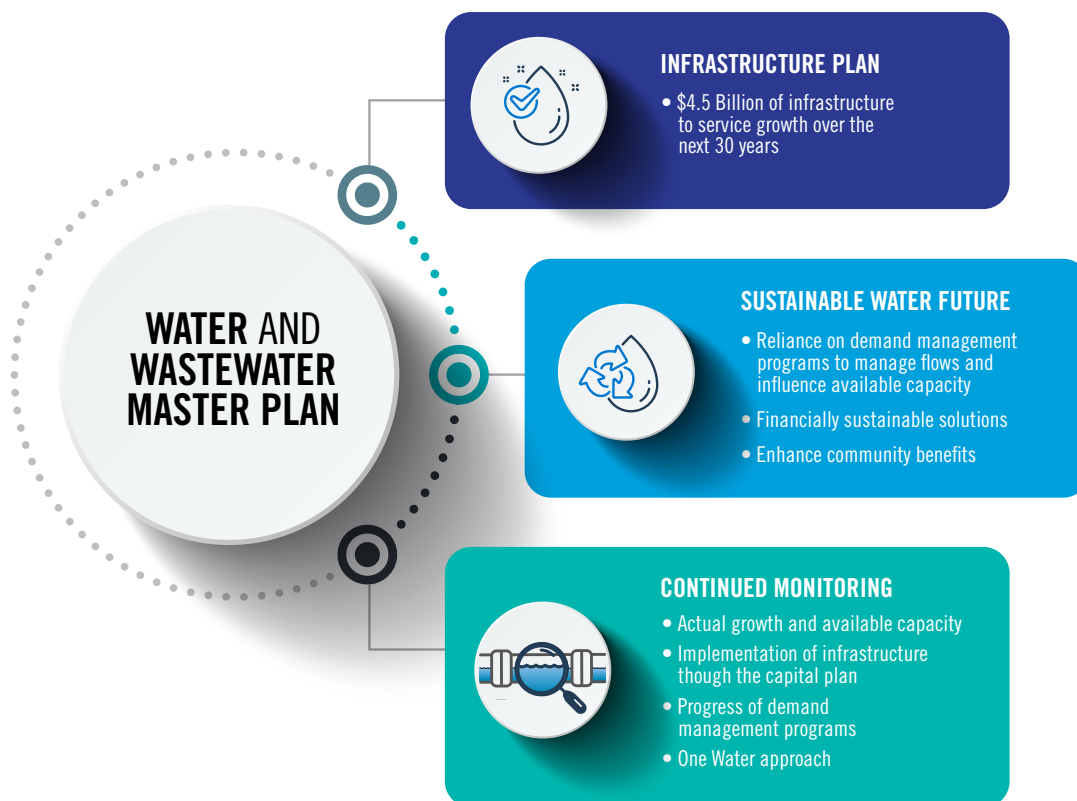 WATER AND
WASTEWATER
MASTER PLAN
INFRASTRUCTURE PLAN
• $4.5 Billion of infrastructure
to service growth over the
next 30 years
SUSTAINABLE WATER FUTURE
• Reliance on demand management
programs to manage flows and
influence available capacity
• Financially sustainable solutions
• Enhance community benefits
CONTINUED MONITORING
• Actual growth and available capacity
• Implementation of infrastructure
though the capital plan
• Progress of demand
management programs
• One Water approach